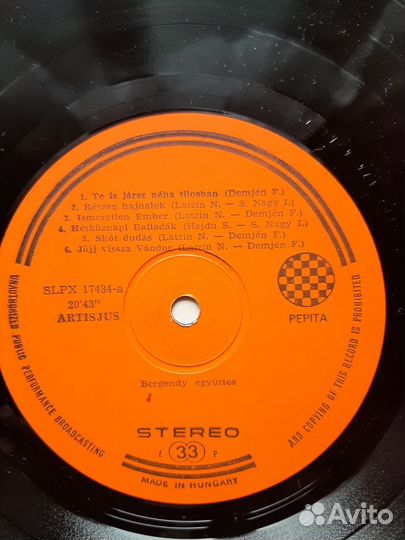 1. Te is jársz néha tilosban (Demjén F.)
2. Részeg hajnalok (Latzin N. — S. Nagy I.)
3. Ismeretlen Ember (Latzin N. — Demjén F.)
4. Hétköznapi Balladák (Hajdu S. — S. Nagy I.)
5. Skót dudás (Latzin N. — Demjén F.)
6. Jöjj vissza Vándor (Latzin N. — Demjén F.)
SLPX 17434-a
20'43"
ARTISJUS
PEPITA
Bergendy együttes
STEREO
L 33 P
MADE IN HUNGARY
UNAUTHORIZED PUBLIC PERFORMANCE BROADCASTING
AND COPYING OF THIS RECORD IS PROHIBITED
Avito